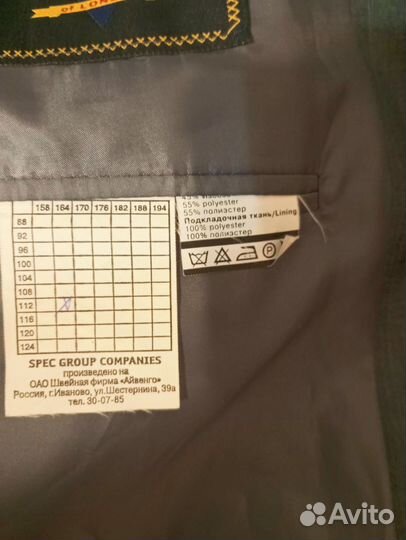 OF LON
158 164 170 176 182 188 194
88
92
96
100
104
108
112
116
120
124
SPEC GROUP COMPANIES
произведено на
ОАО Швейная фирма «Айвенго»
Россия, г.Иваново, ул.Шестернина, 39а
тел. 30-07-85
55% polyester
55% полиэстер
Подкладочная ткань/Lining
100% polyester
100% полиэстер
P
Avito